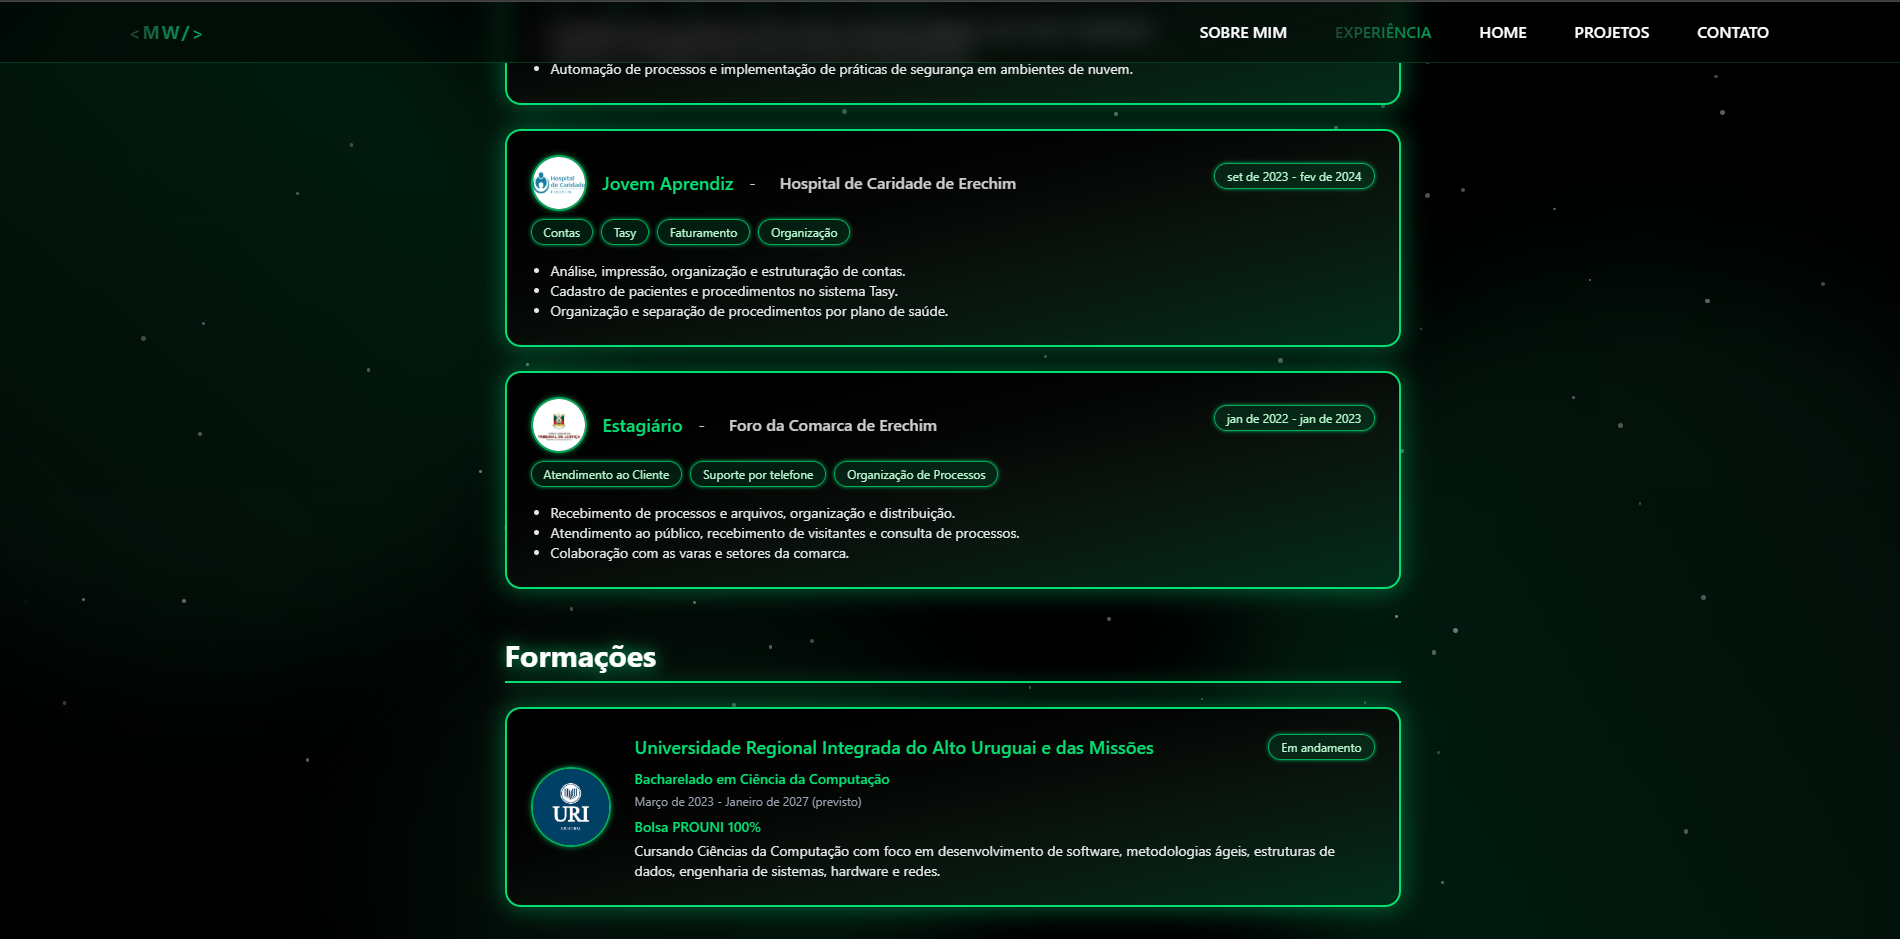 <MW/>
SOBRE MIM
EXPERIÊNCIA
HOME
PROJETOS
CONTATO
Automação de processos e implementação de práticas de segurança em ambientes de nuvem.
Hospital de Caridade Erechim
Jovem Aprendiz - Hospital de Caridade de Erechim
set de 2023 - fev de 2024
Contas
Tasy
Faturamento
Organização
Análise, impressão, organização e estruturação de contas.
Cadastro de pacientes e procedimentos no sistema Tasy.
Organização e separação de procedimentos por plano de saúde.
TRIBUNAL DE JUSTIÇA
Estagiário - Foro da Comarca de Erechim
jan de 2022 - jan de 2023
Atendimento ao Cliente
Suporte por telefone
Organização de Processos
Recebimento de processos e arquivos, organização e distribuição.
Atendimento ao público, recebimento de visitantes e consulta de processos.
Colaboração com as varas e setores da comarca.
Formações
URI
ERECHIM
Universidade Regional Integrada do Alto Uruguai e das Missões
Em andamento
Bacharelado em Ciência da Computação
Março de 2023 - Janeiro de 2027 (previsto)
Bolsa PROUNI 100%
Cursando Ciências da Computação com foco em desenvolvimento de software, metodologias ágeis, estruturas de
dados, engenharia de sistemas, hardware e redes.